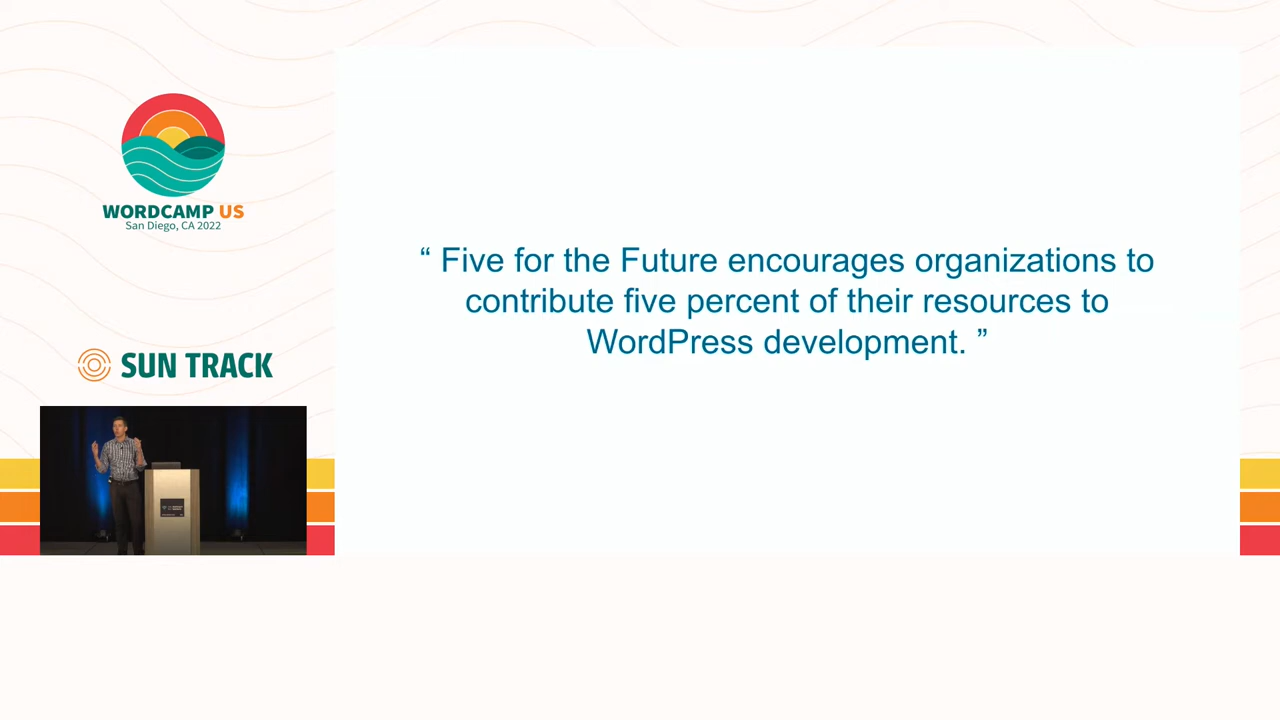 WORDCAMP US
San Diego, CA 2022
SUN TRACK
“ Five for the Future encourages organizations to
contribute five percent of their resources to
WordPress development. ”